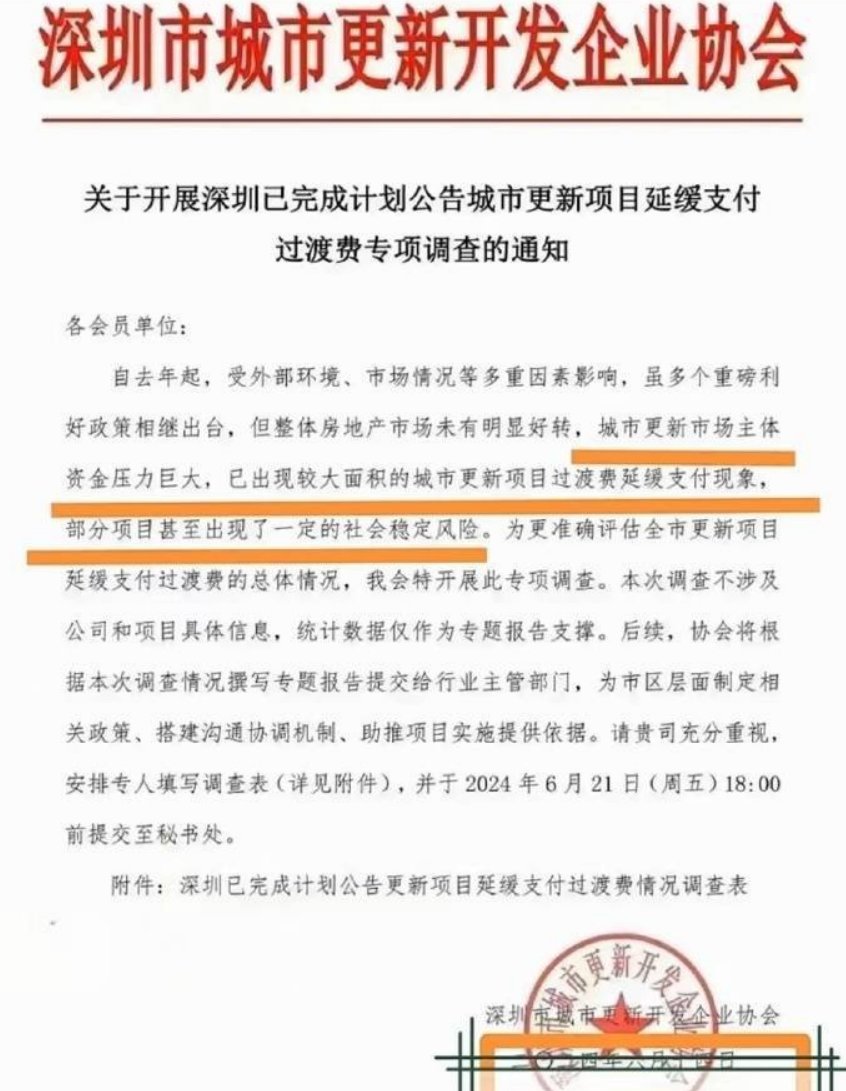 深圳市城市更新开发企业协会
关于开展深圳已完成计划公告城市更新项目延缓支付
过渡费专项调查的通知
各会员单位：
自去年起，受外部环境、市场情况等多重因素影响，虽多个重磅利
好政策相继出台，但整体房地产市场未有明显好转，城市更新市场主体
资金压力巨大，已出现较大面积的城市更新项目过渡费延缓支付现象，
部分项目甚至出现了一定的社会稳定风险。为更准确评估全市更新项目
延缓支付过渡费的总体情况，我会特开展此专项调查。本次调查不涉及
公司和项目具体信息，统计数据仅作为专题报告支撑。后续，协会将根
据本次调查情况撰写专题报告提交给行业主管部门，为市区层面制定相
关政策、搭建沟通协调机制、助推项目实施提供依据。请贵司充分重视，
安排专人填写调查表（详见附件），并于 2024 年 6 月 21 日（周五）18:00
前提交至秘书处。
附件：深圳已完成计划公告更新项目延缓支付过渡费情况调查表
深圳市城市更新开发企业协会
二〇二四年六月十四日